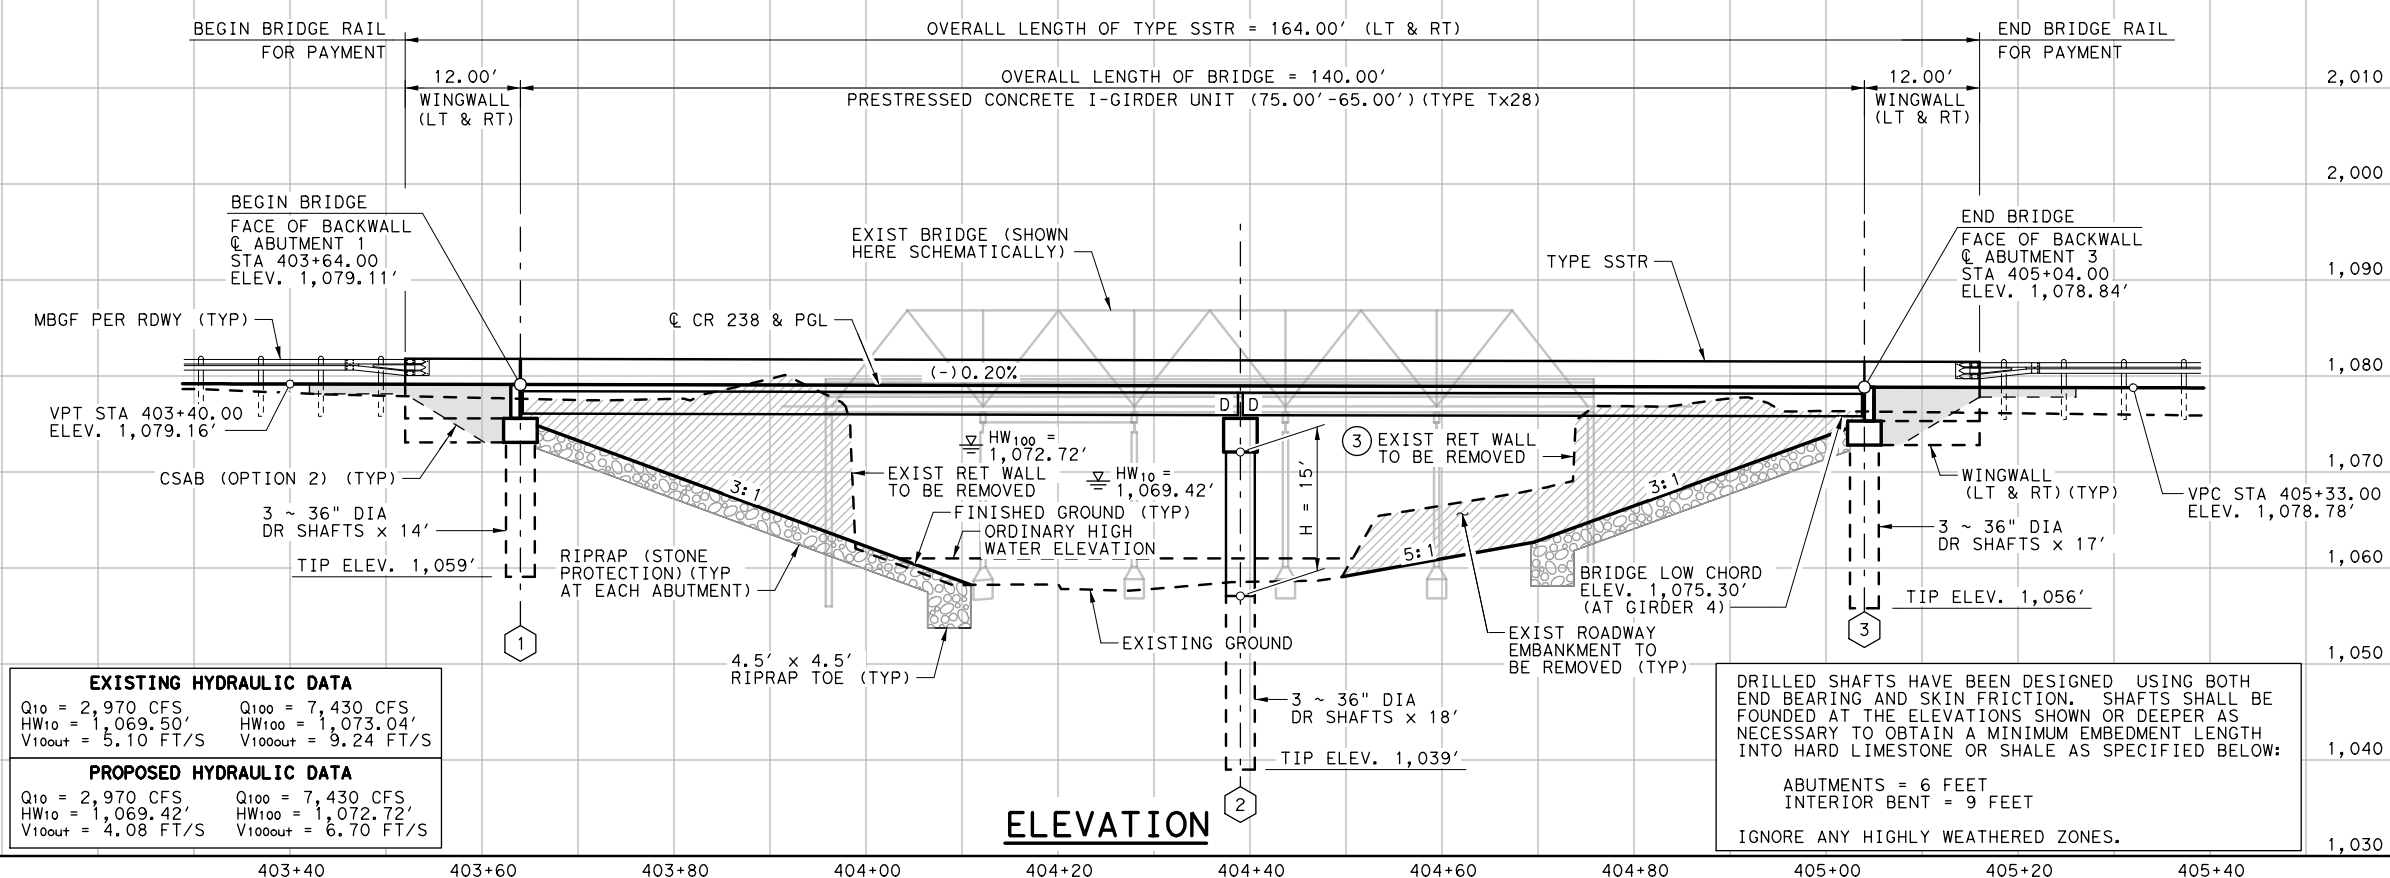 BEGIN BRIDGE RAIL
FOR PAYMENT
OVERALL LENGTH OF TYPE SSTR = 164.00' (LT & RT)
END BRIDGE RAIL
FOR PAYMENT
12.00'
WINGWALL
(LT & RT)
OVERALL LENGTH OF BRIDGE = 140.00'
PRESTRESSED CONCRETE I-GIRDER UNIT (75.00'-65.00')(TYPE Tx28)
12.00'
WINGWALL
(LT & RT)
2,010
2,000
1,090
1,080
1,070
1,060
1,050
1,040
1,030
BEGIN BRIDGE
FACE OF BACKWALL
℄ ABUTMENT 1
STA 403+64.00
ELEV. 1,079.11'
EXIST BRIDGE (SHOWN
HERE SCHEMATICALLY)
TYPE SSTR
END BRIDGE
FACE OF BACKWALL
℄ ABUTMENT 3
STA 405+04.00
ELEV. 1,078.84'
MBGF PER RDWY (TYP)
℄ CR 238 & PGL
(-)0.20%
VPT STA 403+40.00
ELEV. 1,079.16'
D D
CSAB (OPTION 2) (TYP)
3:1
EXIST RET WALL
TO BE REMOVED
HW100 =
1,072.72'
HW10 =
1,069.42'
H = 15'
3
EXIST RET WALL
TO BE REMOVED
3:1
WINGWALL
(LT & RT)(TYP)
VPC STA 405+33.00
ELEV. 1,078.78'
3 ~ 36" DIA
DR SHAFTS x 14'
TIP ELEV. 1,059'
FINISHED GROUND (TYP)
ORDINARY HIGH
WATER ELEVATION
5:1
3 ~ 36" DIA
DR SHAFTS x 17'
TIP ELEV. 1,056'
RIPRAP (STONE
PROTECTION)(TYP
AT EACH ABUTMENT)
BRIDGE LOW CHORD
ELEV. 1,075.30'
(AT GIRDER 4)
1
EXISTING GROUND
EXIST ROADWAY
EMBANKMENT TO
BE REMOVED (TYP)
3
4.5' x 4.5'
RIPRAP TOE (TYP)
3 ~ 36" DIA
DR SHAFTS x 18'
TIP ELEV. 1,039'
2
EXISTING HYDRAULIC DATA
Q10 = 2,970 CFS Q100 = 7,430 CFS
HW10 = 1,069.50' HW100 = 1,073.04'
V10out = 5.10 FT/S V100out = 9.24 FT/S
PROPOSED HYDRAULIC DATA
Q10 = 2,970 CFS Q100 = 7,430 CFS
HW10 = 1,069.42' HW100 = 1,072.72'
V10out = 4.08 FT/S V100out = 6.70 FT/S
DRILLED SHAFTS HAVE BEEN DESIGNED USING BOTH
END BEARING AND SKIN FRICTION. SHAFTS SHALL BE
FOUNDED AT THE ELEVATIONS SHOWN OR DEEPER AS
NECESSARY TO OBTAIN A MINIMUM EMBEDMENT LENGTH
INTO HARD LIMESTONE OR SHALE AS SPECIFIED BELOW:
ABUTMENTS = 6 FEET
INTERIOR BENT = 9 FEET
IGNORE ANY HIGHLY WEATHERED ZONES.
ELEVATION
403+40 403+60 403+80 404+00 404+20 404+40 404+60 404+80 405+00 405+20 405+40